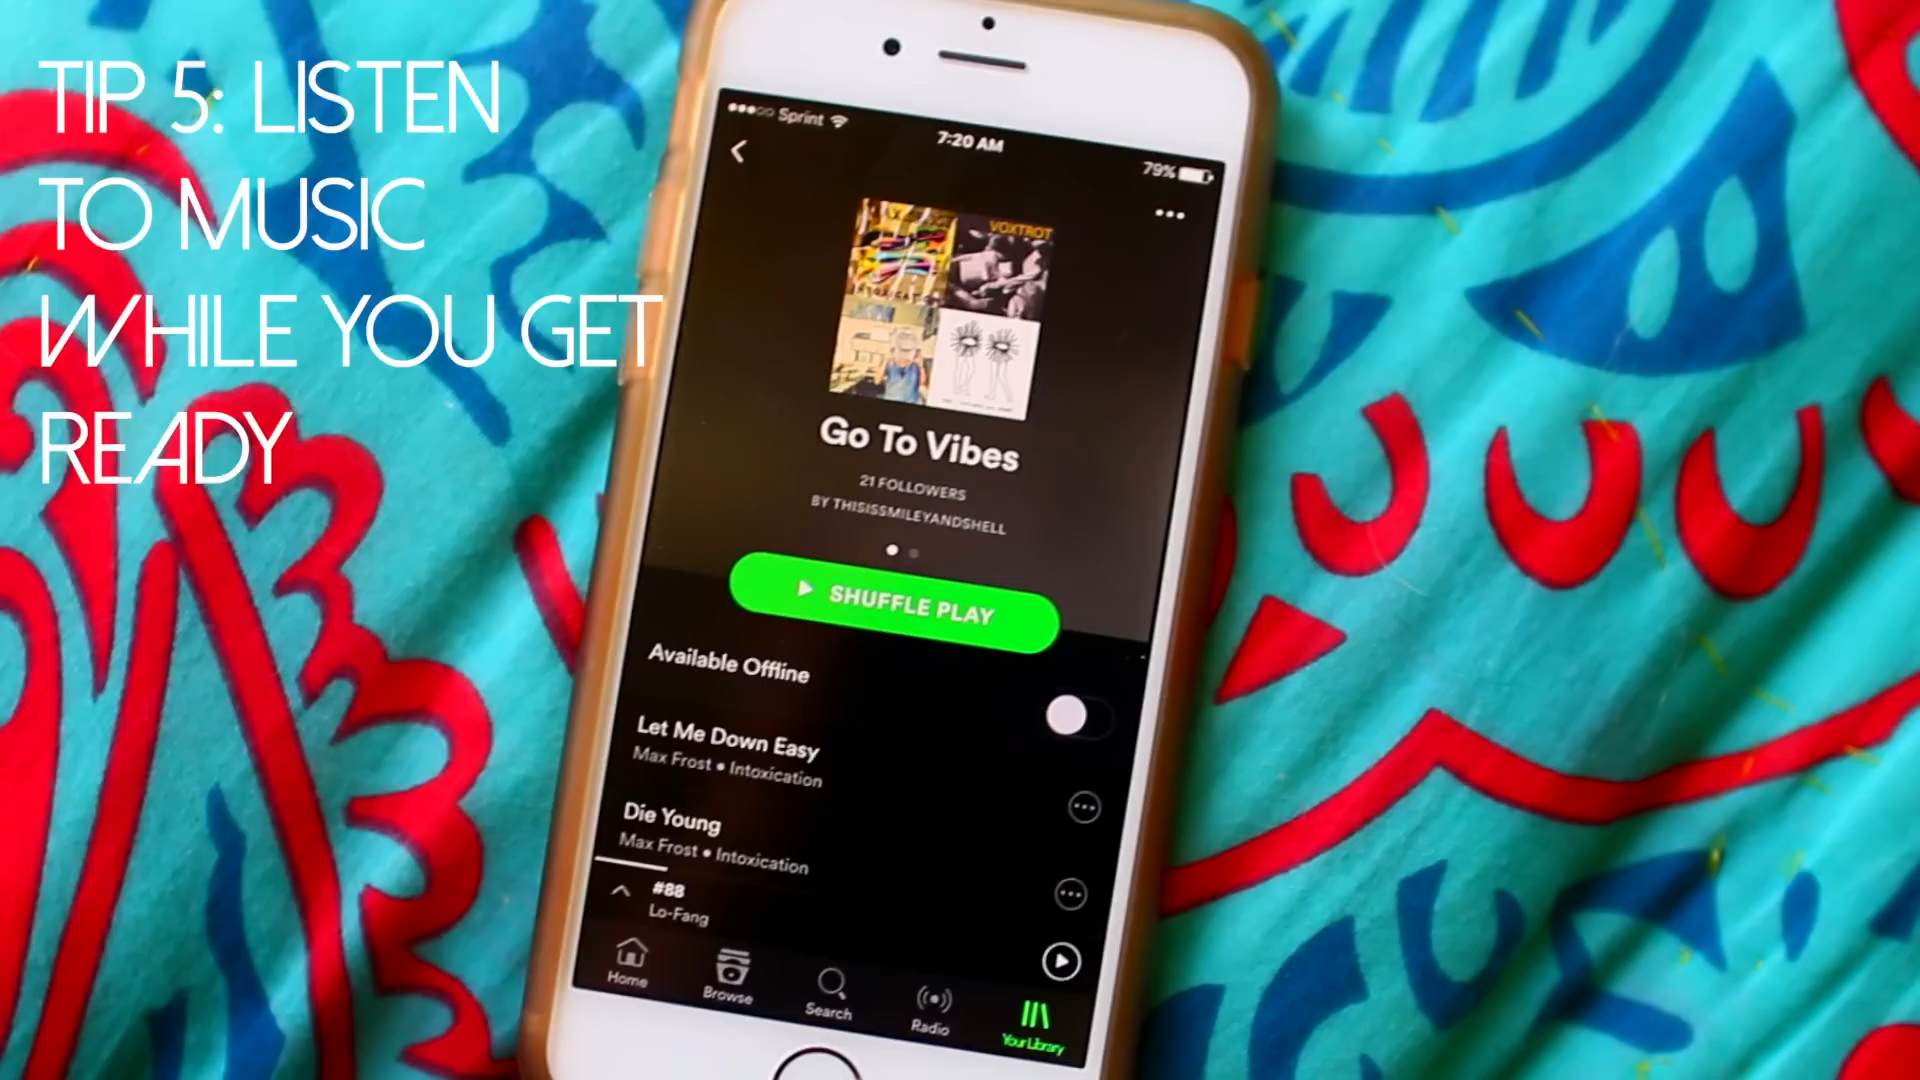 TIP 5: LISTEN
TO MUSIC
WHILE YOU GET
READY
Sprint
7:20 AM
79%
VOXTROT
Go To Vibes
21 FOLLOWERS
BY THISISSMILEYANDSHELL
SHUFFLE PLAY
Available Offline
Let Me Down Easy
Max Frost • Intoxication
Die Young
Max Frost • Intoxication
#88
Lo-Fang
Home
Browse
Search
Radio
Your Library